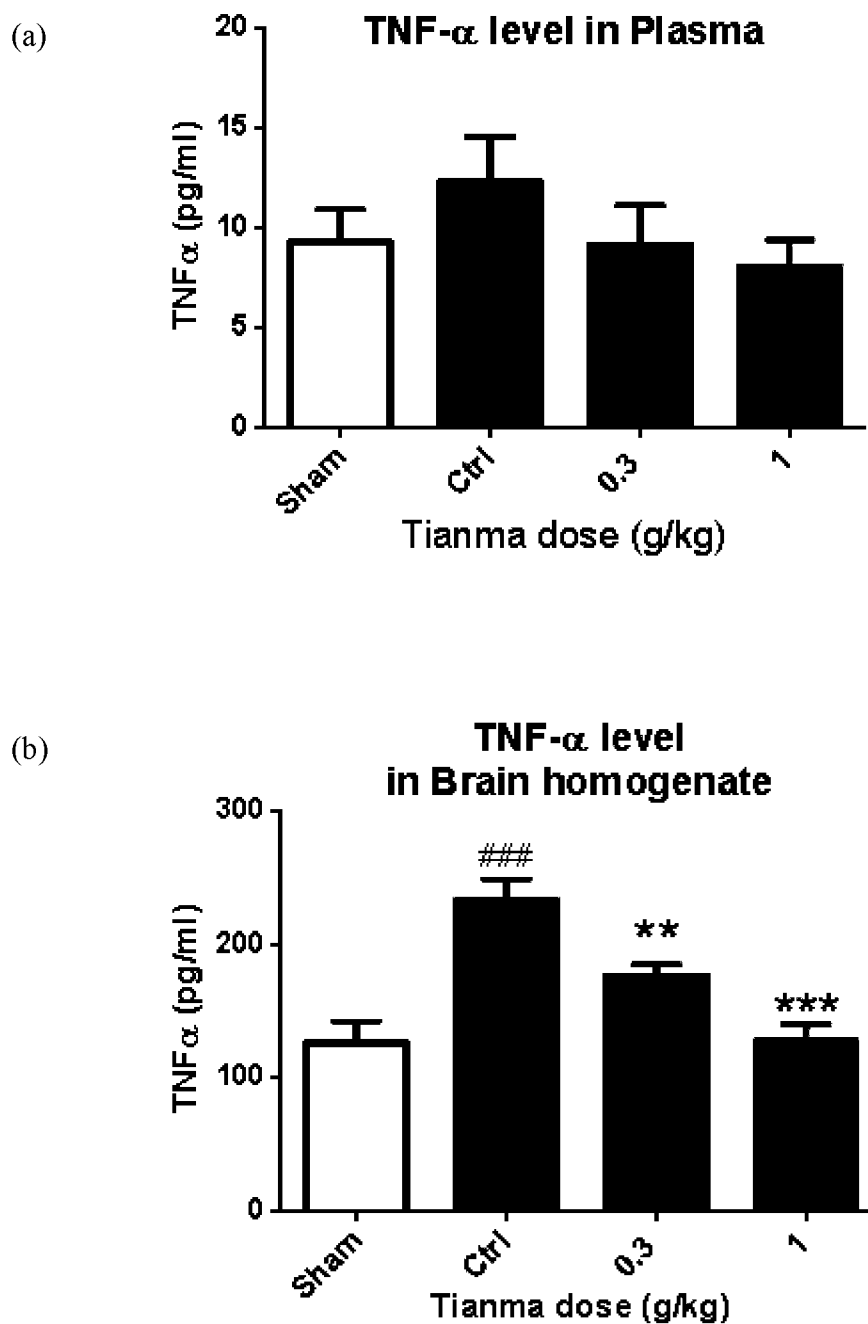 (a)
TNF-α level in Plasma
20
15
10
5
0
TNFα (pg/ml)
Sham
Ctrl
0.3
1
Tianma dose (g/kg)
(b)
TNF-α level
in Brain homogenate
300
200
100
0
TNFα (pg/ml)
###
**
***
Sham
Ctrl
0.3
1
Tianma dose (g/kg)